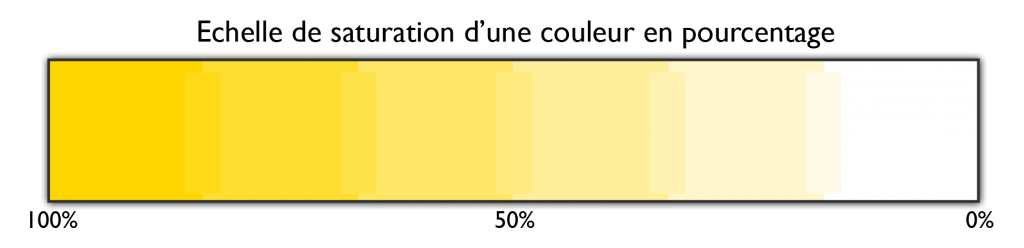 Echelle de saturation d’une couleur en pourcentage
100% 50% 0%